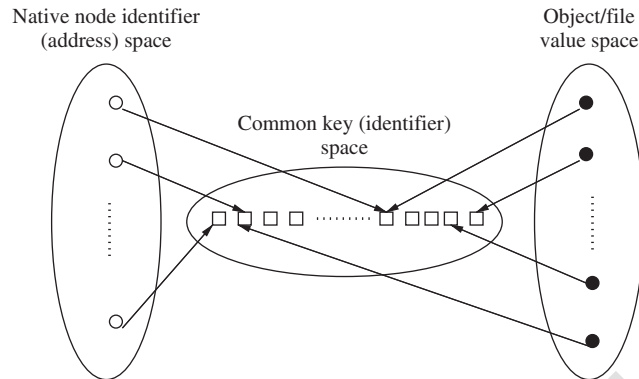 Native node identifier
(address) space
Object/file
value space
Common key (identifier)
space